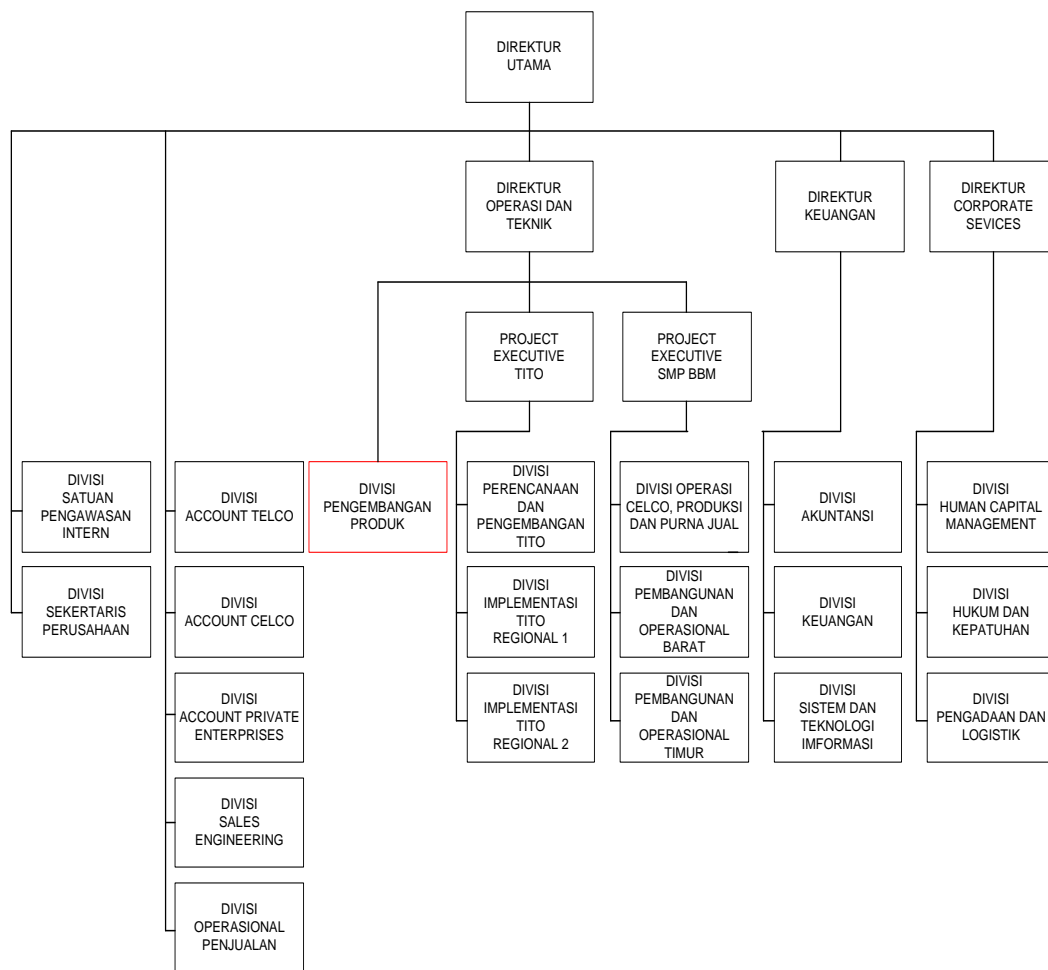 DIREKTUR
UTAMA
DIREKTUR
OPERASI DAN
TEKNIK
DIREKTUR
KEUANGAN
DIREKTUR
CORPORATE
SEVICES
PROJECT
EXECUTIVE
TITO
PROJECT
EXECUTIVE
SMP BBM
DIVISI
SATUAN
PENGAWASAN
INTERN
DIVISI
ACCOUNT TELCO
DIVISI
PENGEMBANGAN
PRODUK
DIVISI
PERENCANAAN
DAN
PENGEMBANGAN
TITO
DIVISI OPERASI
CELCO, PRODUKSI
DAN PURNA JUAL
DIVISI
AKUNTANSI
DIVISI
HUMAN CAPITAL
MANAGEMENT
DIVISI
SEKERTARIS
PERUSAHAAN
DIVISI
ACCOUNT CELCO
DIVISI
IMPLEMENTASI
TITO
REGIONAL 1
DIVISI
PEMBANGUNAN
DAN
OPERASIONAL
BARAT
DIVISI
KEUANGAN
DIVISI
HUKUM DAN
KEPATUHAN
DIVISI
ACCOUNT PRIVATE
ENTERPRISES
DIVISI
IMPLEMENTASI
TITO
REGIONAL 2
DIVISI
PEMBANGUNAN
DAN
OPERASIONAL
TIMUR
DIVISI
SISTEM DAN
TEKNOLOGI
IMFORMASI
DIVISI
PENGADAAN DAN
LOGISTIK
DIVISI
SALES
ENGINEERING
DIVISI
OPERASIONAL
PENJUALAN